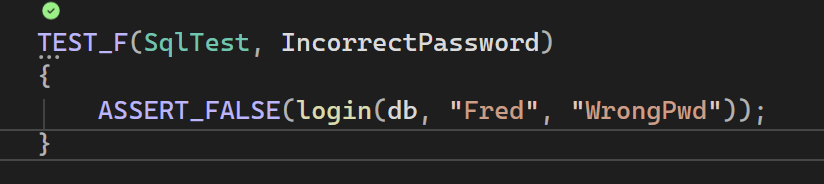 TEST_F(SqlTest, IncorrectPassword)
{
    ASSERT_FALSE(login(db, "Fred", "WrongPwd"));
}